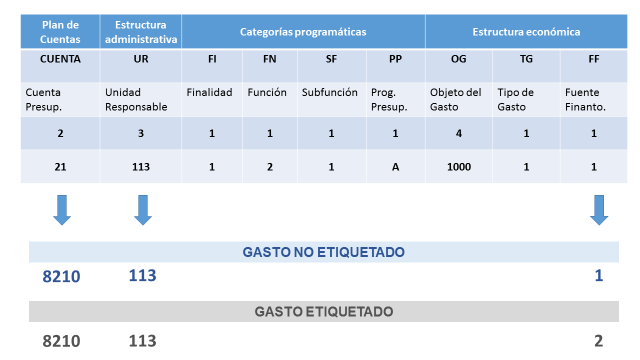 Plan de Cuentas Estructura administrativa Categorías programáticas Estructura económica
CUENTA UR FI FN SF PP OG TG FF
Cuenta Presup. Unidad Responsable Finalidad Función Subfunción Prog. Presup. Objeto del Gasto Tipo de Gasto Fuente Finanto.
2 3 1 1 1 1 4 1 1
21 113 1 2 1 A 1000 1 1
GASTO NO ETIQUETADO
8210 113 1
GASTO ETIQUETADO
8210 113 2